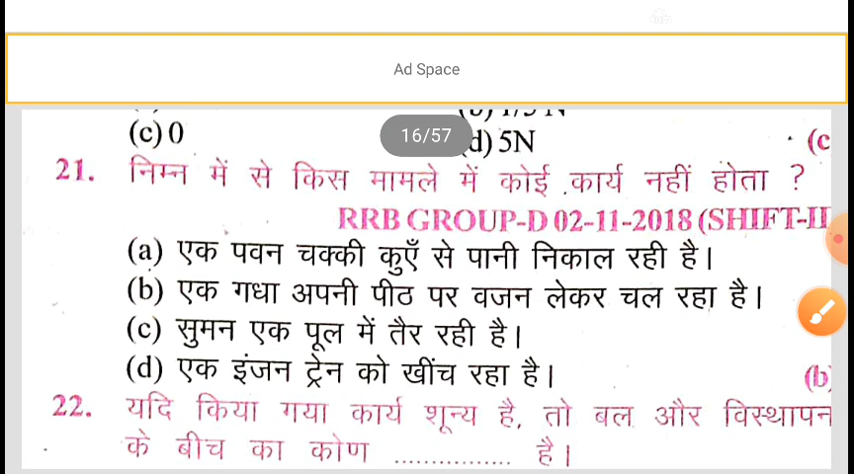 Ad Space
(c) 0
16/57
d) 5N
(c
21. निम्न में से किस मामले में कोई कार्य नहीं होता ?
RRB GROUP-D 02-11-2018 (SHIFT-II
(a) एक पवन चक्की कुएँ से पानी निकाल रही है।
(b) एक गधा अपनी पीठ पर वजन लेकर चल रहा है।
(c) सुमन एक पूल में तैर रही है।
(d) एक इंजन ट्रेन को खींच रहा है।
(b)
22. यदि किया गया कार्य शून्य है, तो बल और विस्थापन
के बीच का कोण ................. है।